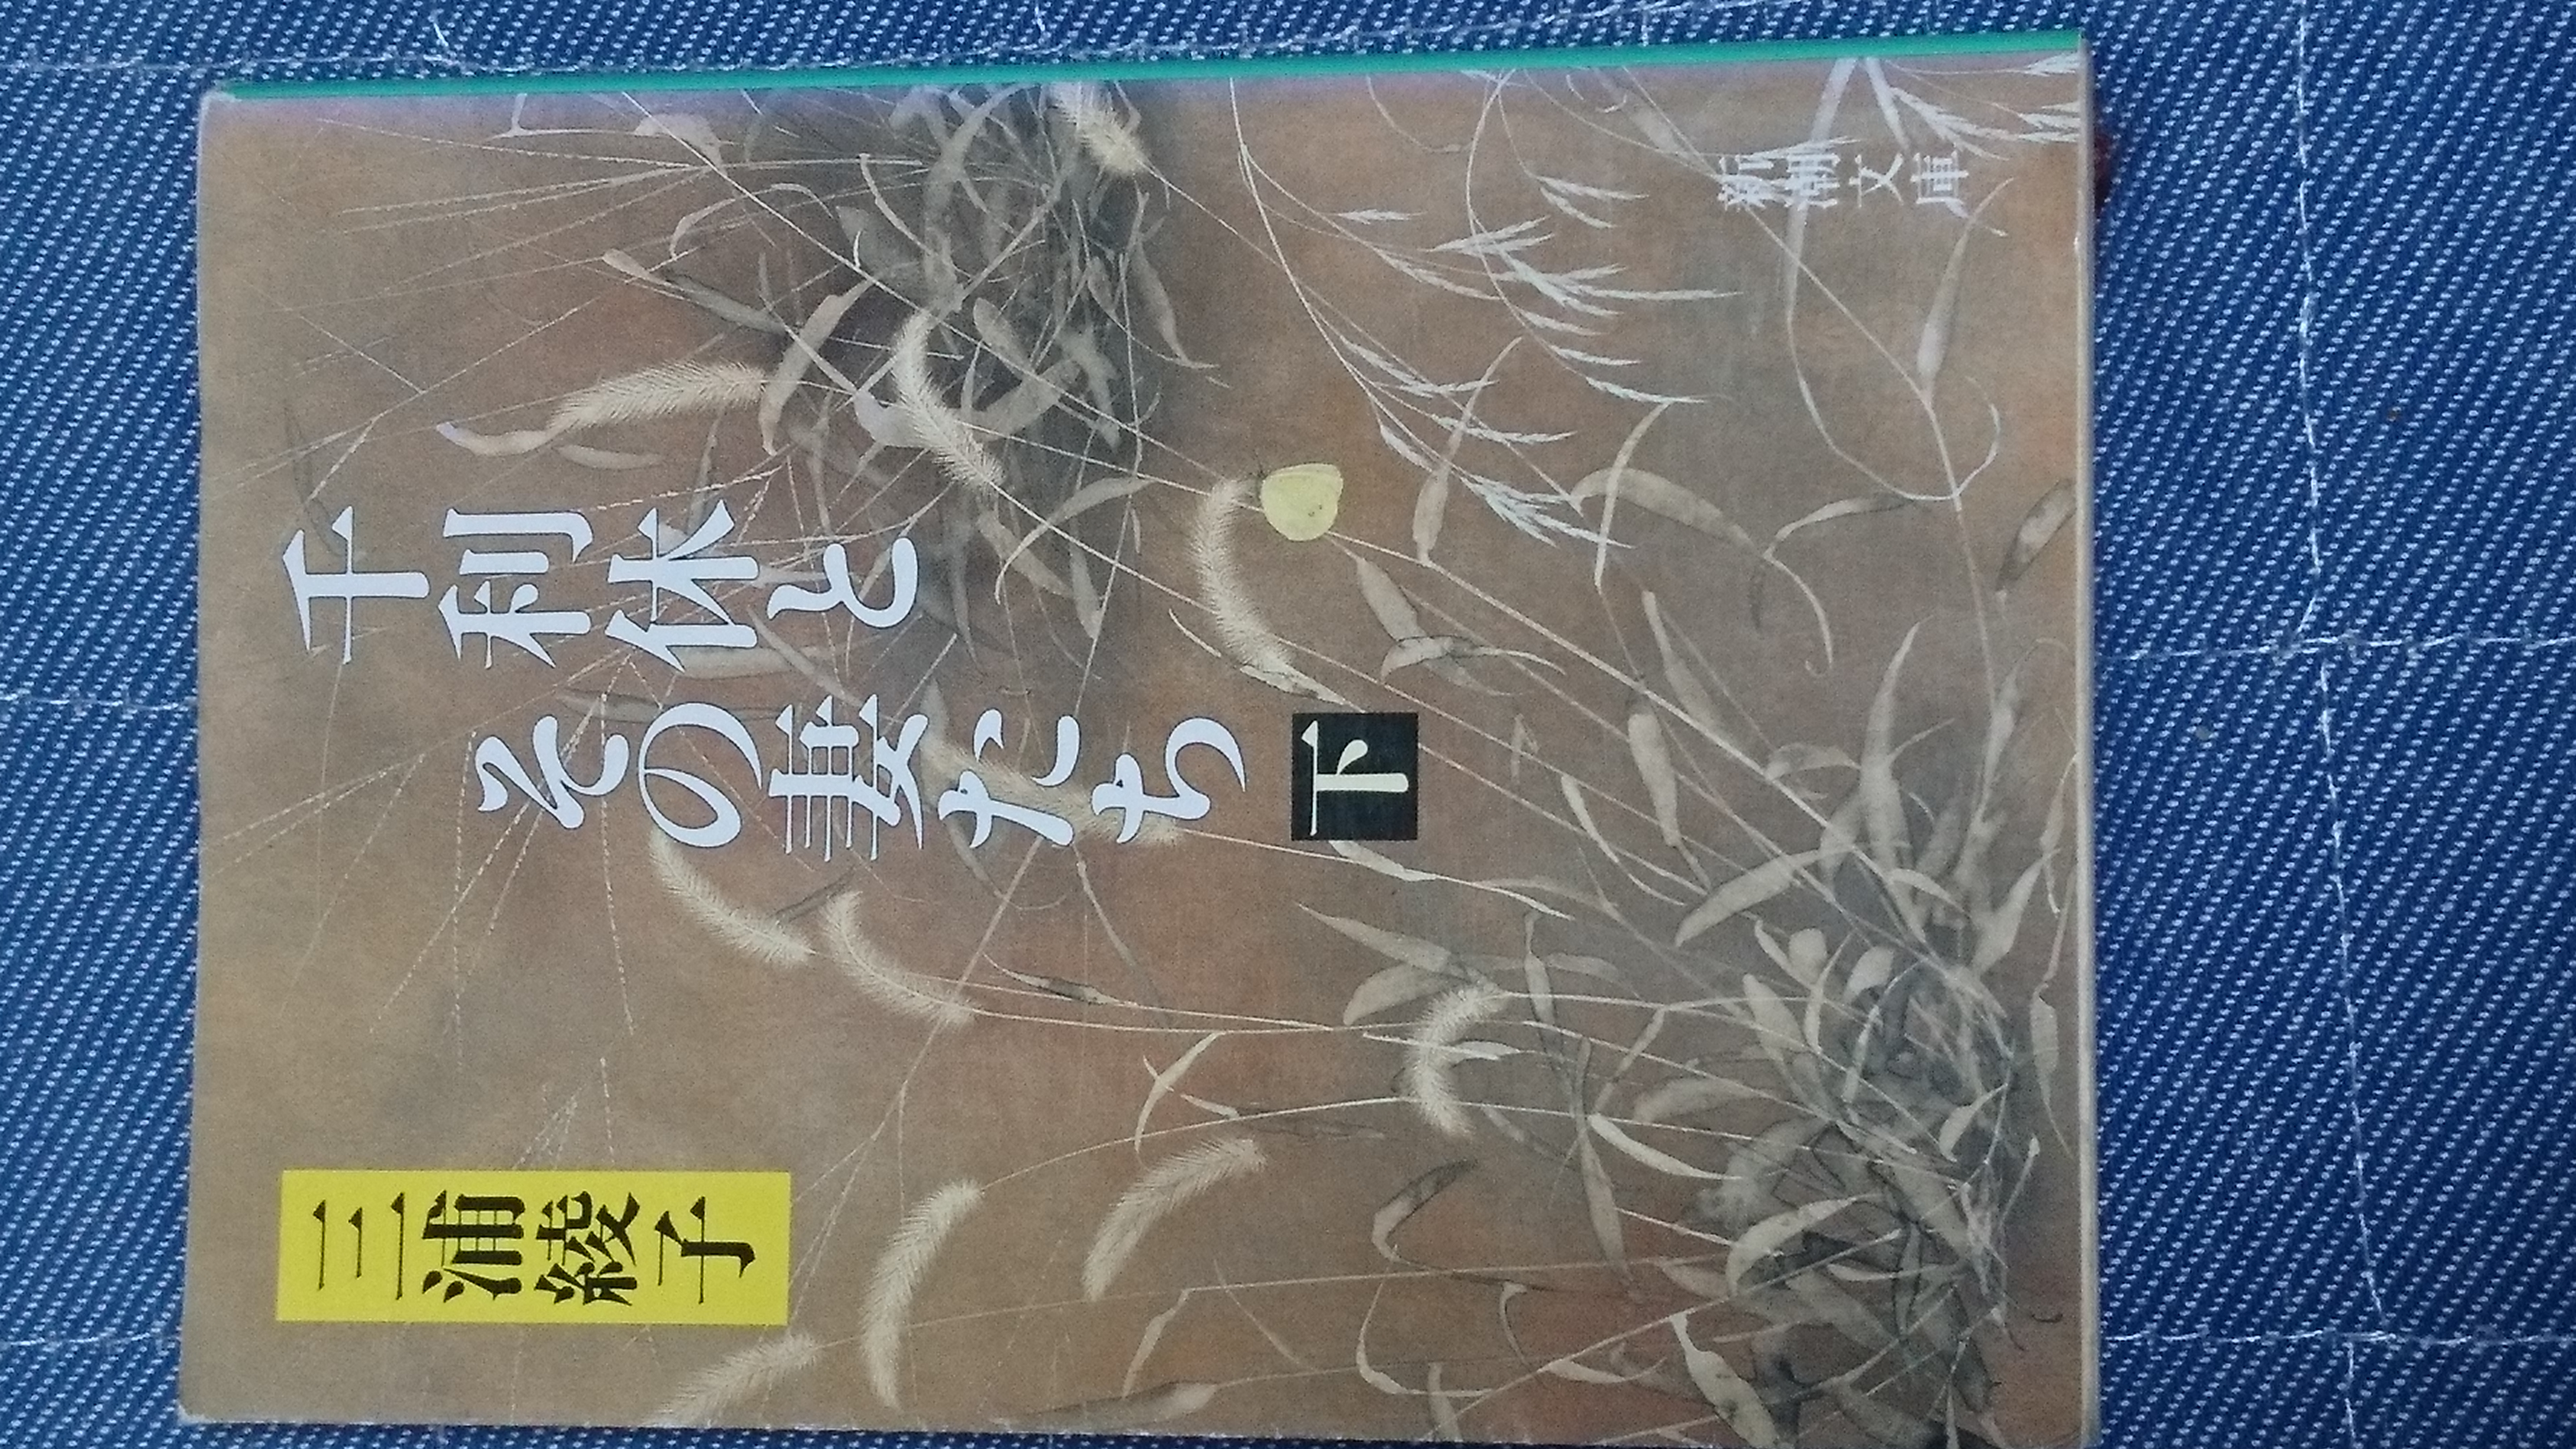 千利休と
その妻たち
下
三浦綾子
新潮文庫